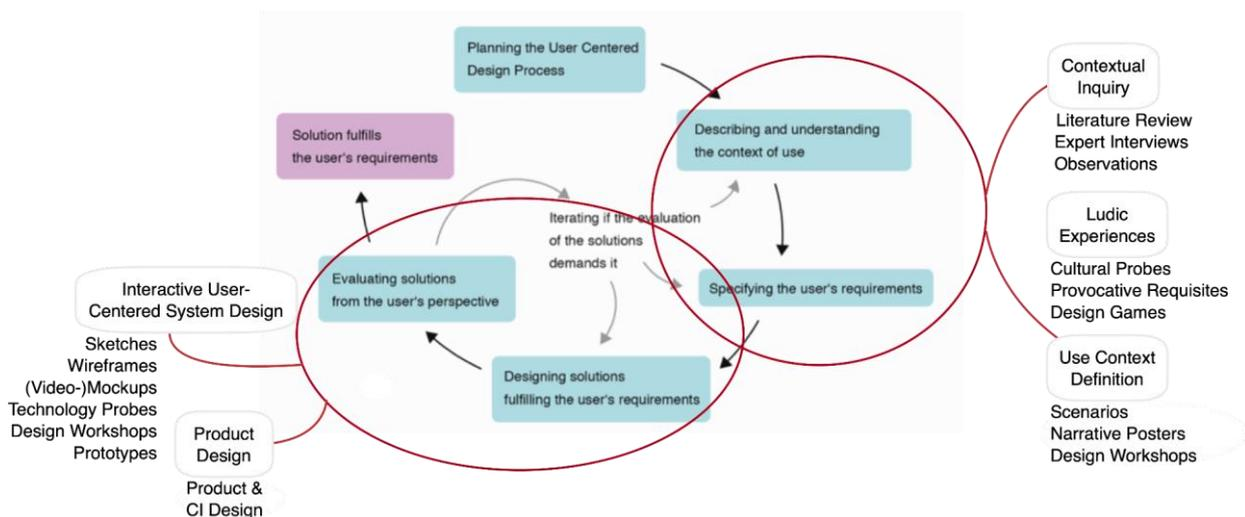 Planning the User Centered
Design Process
Solution fulfills
the user's requirements
Describing and understanding
the context of use
Iterating if the evaluation
of the solutions
demands it
Evaluating solutions
from the user's perspective
Specifying the user's requirements
Designing solutions
fulfilling the user's requirements
Interactive User-
Centered System Design
Sketches
Wireframes
(Video-)Mockups
Technology Probes
Design Workshops
Prototypes
Product
Design
Product &
CI Design
Contextual
Inquiry
Literature Review
Expert Interviews
Observations
Ludic
Experiences
Cultural Probes
Provocative Requisites
Design Games
Use Context
Definition
Scenarios
Narrative Posters
Design Workshops